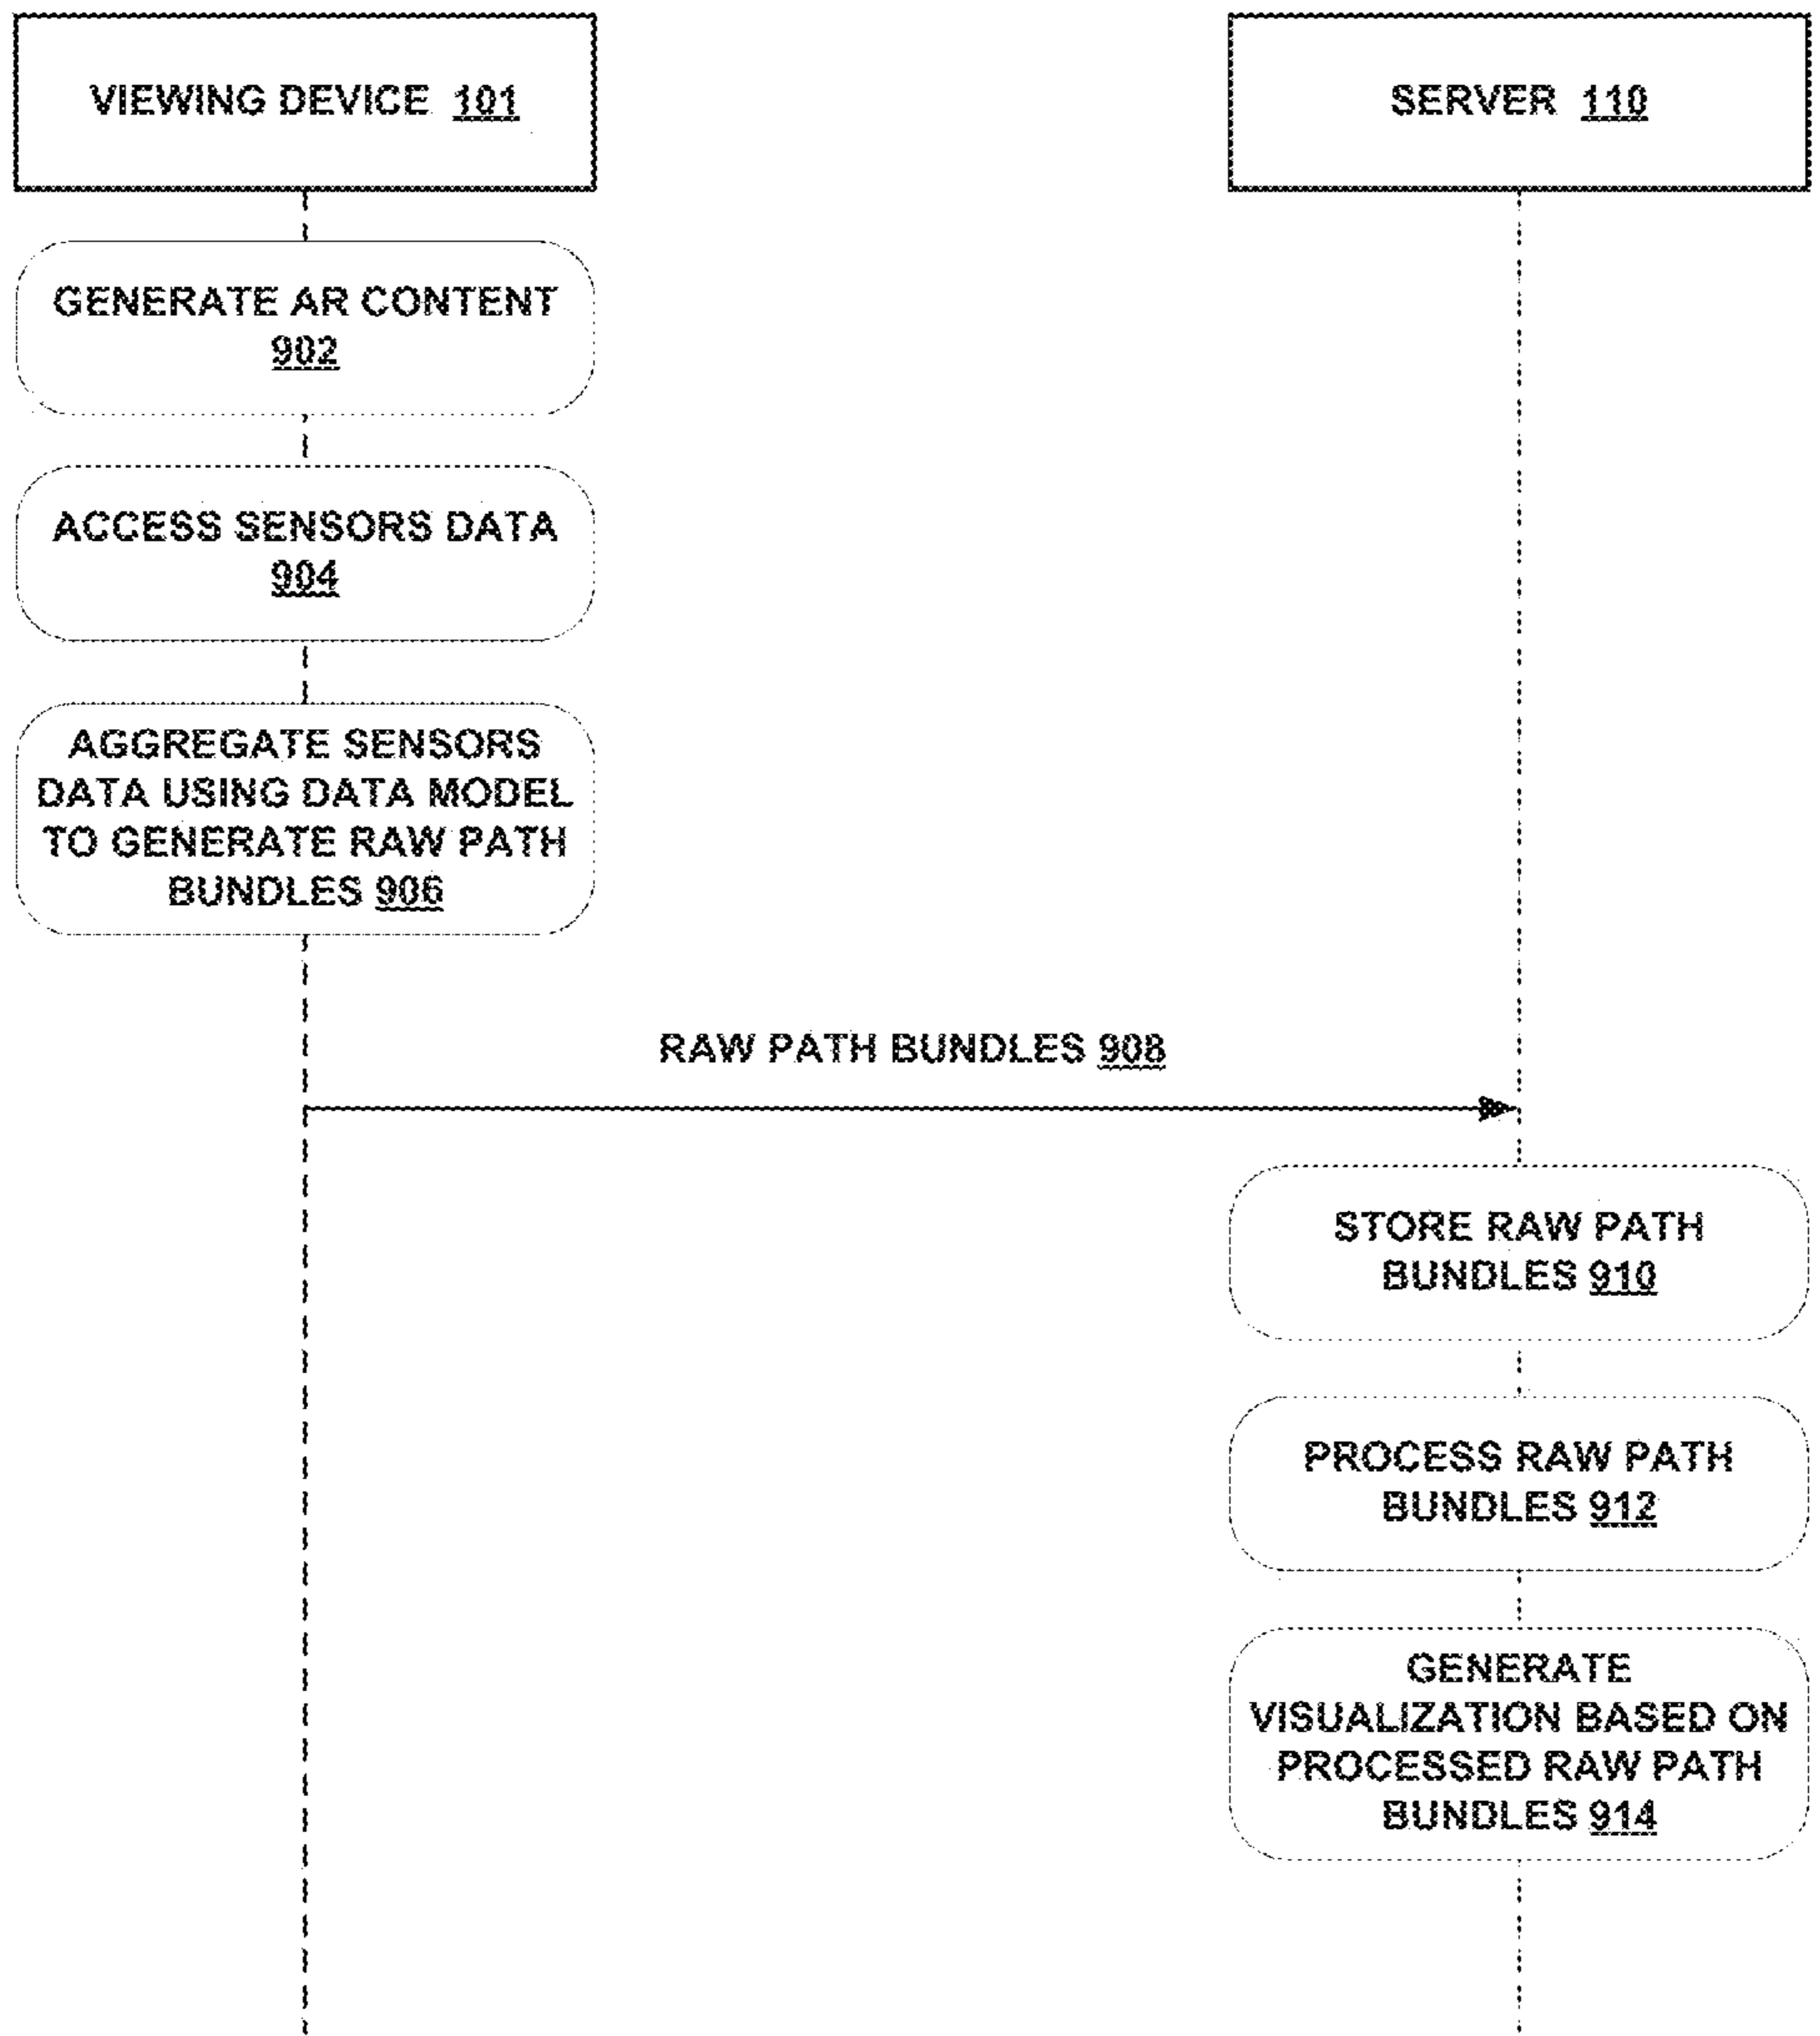 VIEWING DEVICE 101
SERVER 110
GENERATE AR CONTENT
902
ACCESS SENSORS DATA
904
AGGREGATE SENSORS
DATA USING DATA MODEL
TO GENERATE RAW PATH
BUNDLES 906
RAW PATH BUNDLES 908
STORE RAW PATH
BUNDLES 910
PROCESS RAW PATH
BUNDLES 912
GENERATE
VISUALIZATION BASED ON
PROCESSED RAW PATH
BUNDLES 914